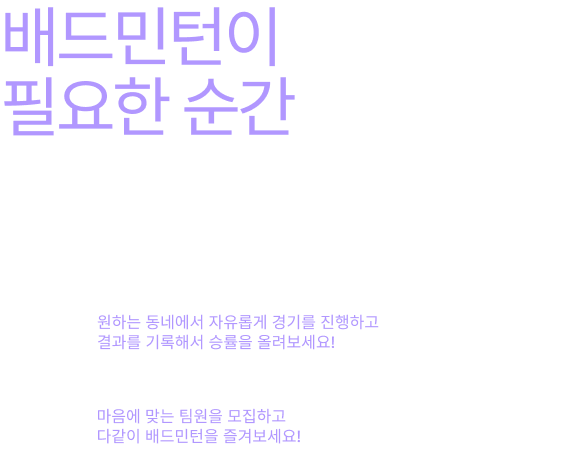 배드민턴이
필요한 순간
원하는 동네에서 자유롭게 경기를 진행하고
결과를 기록해서 승률을 올려보세요!
마음에 맞는 팀원을 모집하고
다같이 배드민턴을 즐겨보세요!